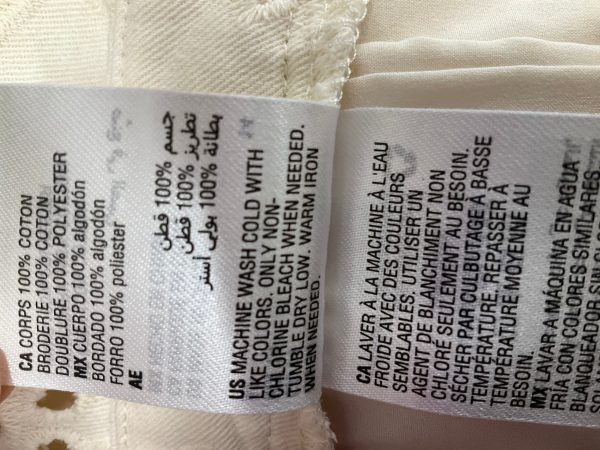 CA CORPS 100% COTON
BRODERIE 100% COTON
DOUBLURE 100% POLYESTER
MX CUERPO 100% algodón
BORDADO 100% algodón
FORRO 100% poliester
AE
جسم 100% قطن
تطريز 100% قطن
بطانة 100% بولي أستر
US MACHINE WASH COLD WITH
LIKE COLORS. ONLY NON-
CHLORINE BLEACH WHEN NEEDED.
TUMBLE DRY LOW. WARM IRON
WHEN NEEDED.
CA LAVER À LA MACHINE À L'EAU
FROIDE AVEC DES COULEURS
SEMBLABLES. UTILISER UN
AGENT DE BLANCHIMENT NON
CHLORÉ SEULEMENT AU BESOIN.
SÉCHER PAR CULBUTAGE À BASSE
TEMPÉRATURE. REPASSER À
TEMPÉRATURE MOYENNE AU
BESOIN.
MX LAVAR A MÁQUINA EN AGUA
FRIA CON COLORES SIMILARES
BLANQUEADOR